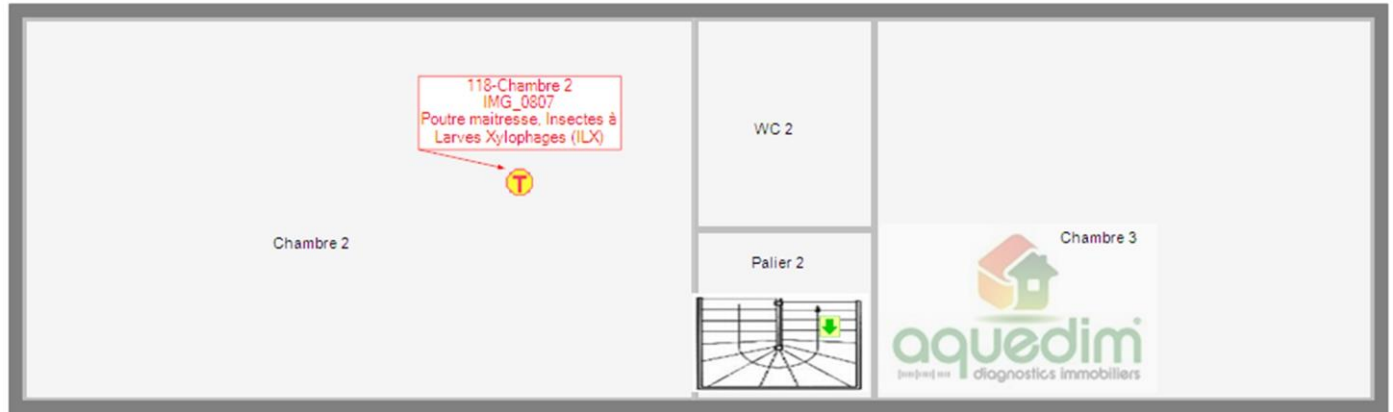 118-Chambre 2
IMG_0807
Poutre maitresse, Insectes à
Larves Xylophages (ILX)
T
WC 2
Chambre 2
Palier 2
Chambre 3
aquedim
diagnostics immobiliers